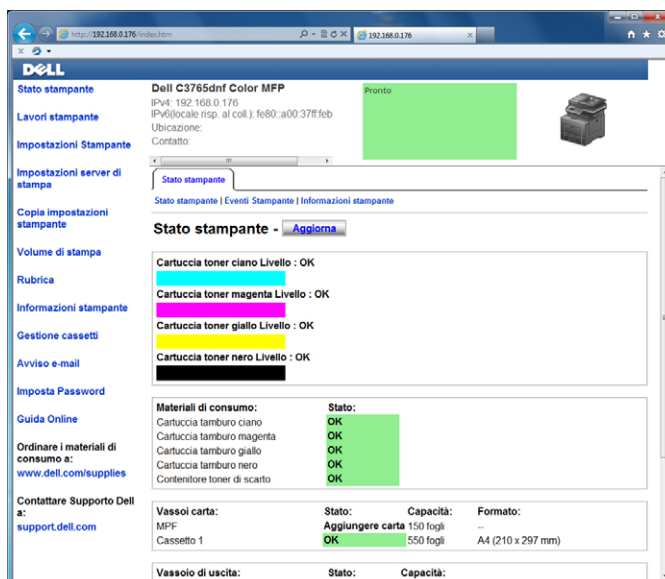 http://192.168.0.176/index.htm
192.168.0.176
DELL
Stato stampante
Lavori stampante
Impostazioni Stampante
Impostazioni server di
stampa
Copia impostazioni
stampante
Volume di stampa
Rubrica
Informazioni stampante
Gestione cassetti
Avviso e-mail
Imposta Password
Guida Online
Ordinare i materiali di
consumo a:
www.dell.com/supplies
Contattare Supporto Dell
a:
support.dell.com
Dell C3765dnf Color MFP
IPv4: 192.168.0.176
IPv6(locale risp. al coll.): fe80::a00:37ff:feb
Ubicazione:
Contatto:
Pronto
Stato stampante
Stato stampante | Eventi Stampante | Informazioni stampante
Stato stampante - Aggiorna
Cartuccia toner ciano Livello : OK
Cartuccia toner magenta Livello : OK
Cartuccia toner giallo Livello : OK
Cartuccia toner nero Livello : OK
Materiali di consumo: Stato:
Cartuccia tamburo ciano OK
Cartuccia tamburo magenta OK
Cartuccia tamburo giallo OK
Cartuccia tamburo nero OK
Contenitore toner di scarto OK
Vassoi carta: Stato: Capacità: Formato:
MPF Aggiungere carta 150 fogli --
Cassetto 1 OK 550 fogli A4 (210 x 297 mm)
Vassoio di uscita: Stato: Capacità: